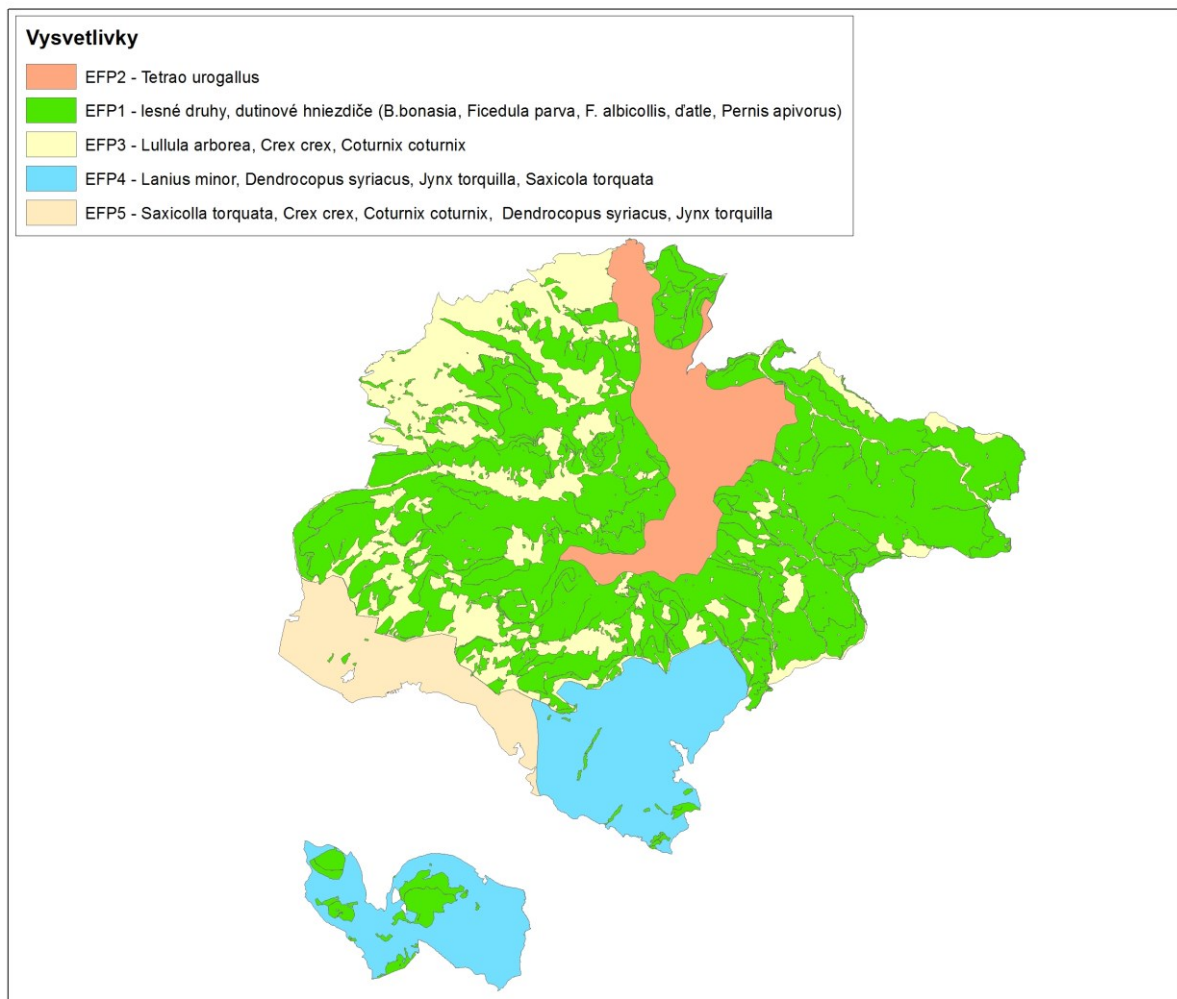 Vysvetlivky
EFP2 - Tetrao urogallus
EFP1 - lesné druhy, dutinové hniezdiče (B.bonasia, Ficedula parva, F. albicollis, ďatle, Pernis apivorus)
EFP3 - Lullula arborea, Crex crex, Coturnix coturnix
EFP4 - Lanius minor, Dendrocopus syriacus, Jynx torquilla, Saxicola torquata
EFP5 - Saxicolla torquata, Crex crex, Coturnix coturnix, Dendrocopus syriacus, Jynx torquilla